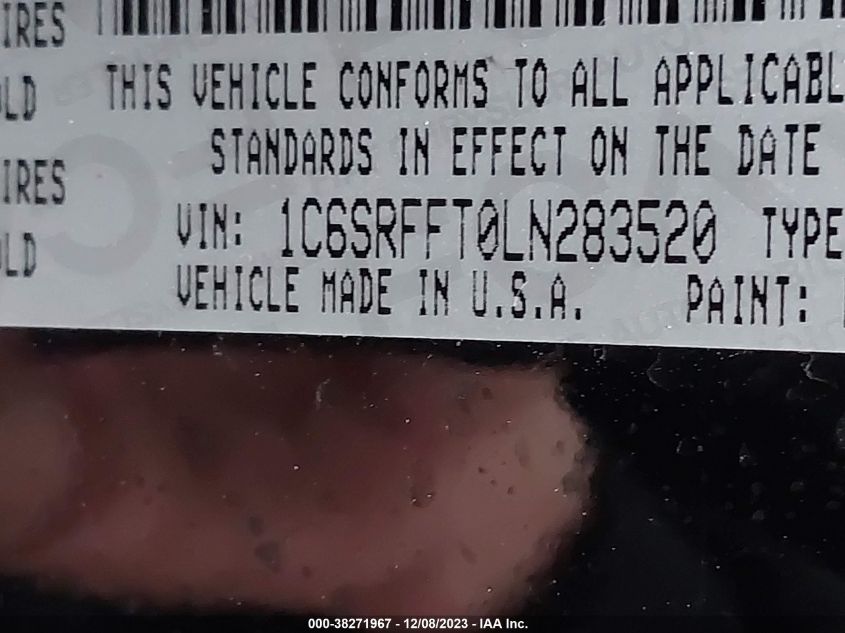 IRES
THIS VEHICLE CONFORMS TO ALL APPLICABL
LD
STANDARDS IN EFFECT ON THE DATE
IRES
VIN: 1C6SRFFT0LN283520 TYPE
LD
VEHICLE MADE IN U.S.A. PAINT:
000-38271967 - 12/08/2023 - IAA Inc.